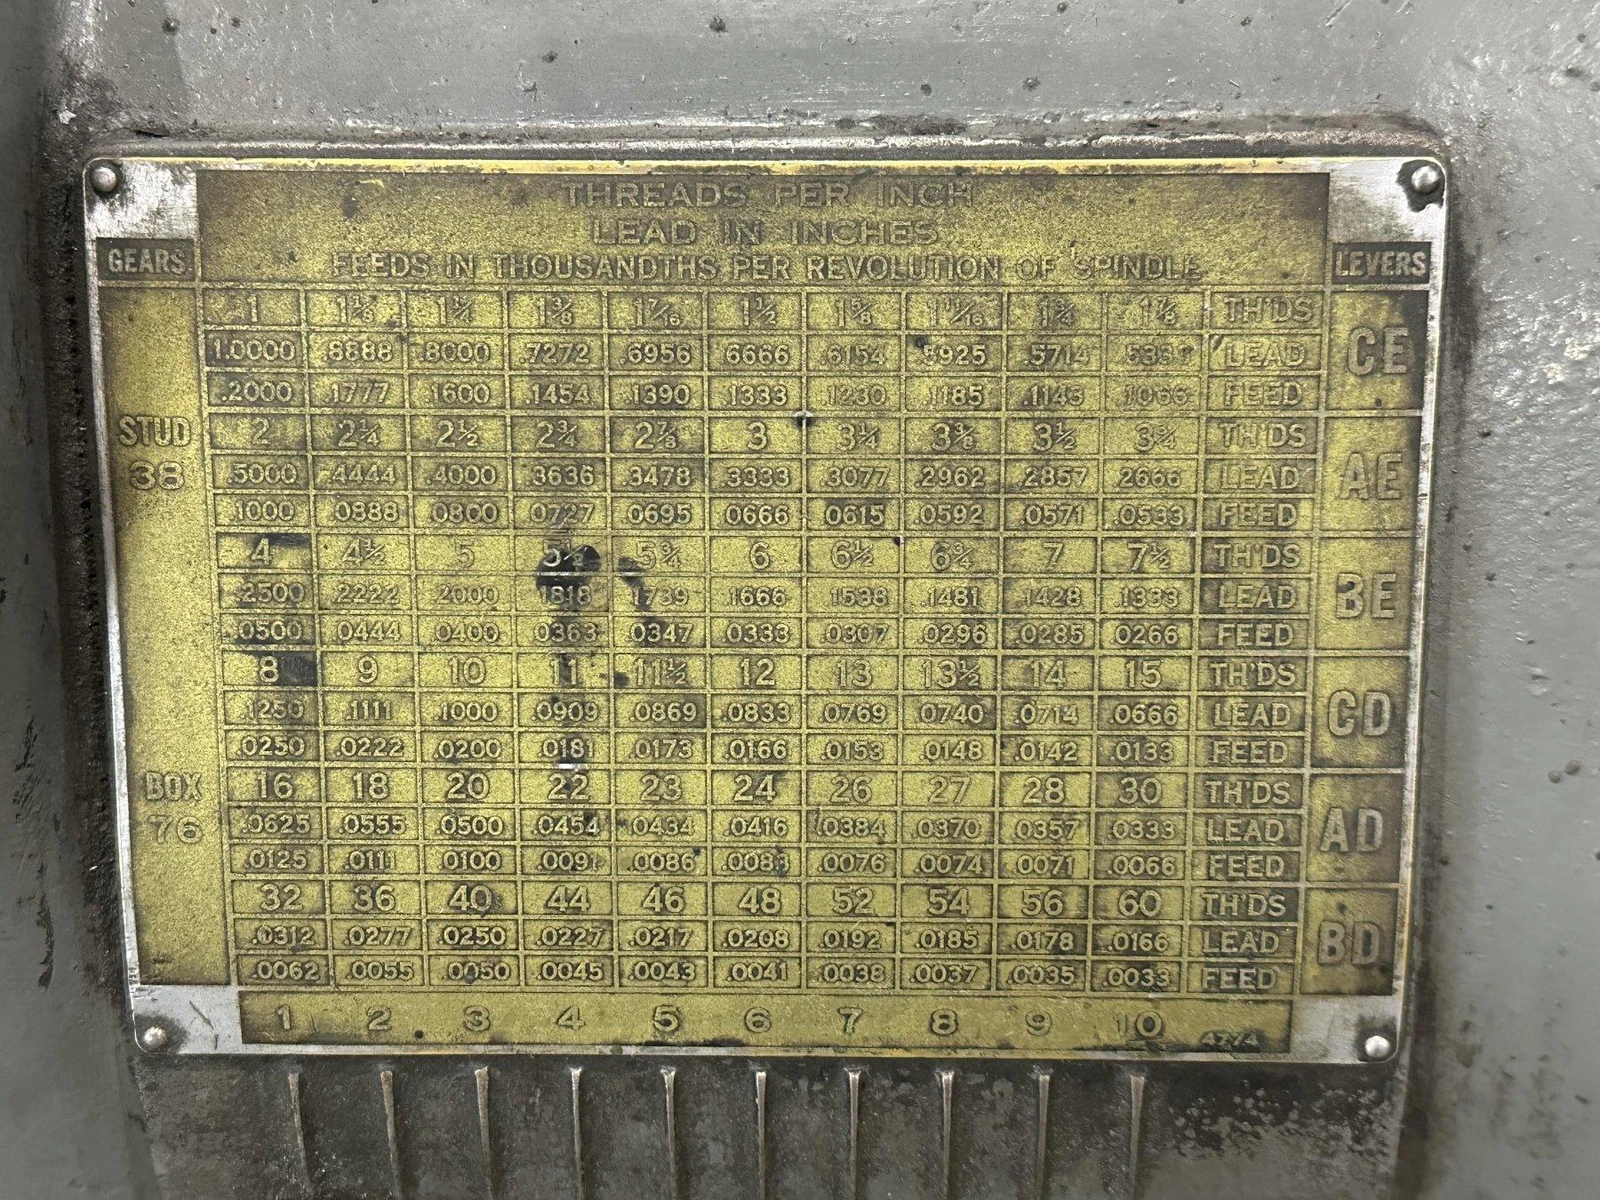 THREADS PER INCH
LEAD IN INCHES
GEARS FEEDS IN THOUSANDTHS PER REVOLUTION OF SPINDLE LEVERS
1 1⅛ 1¼ 1⅜ 1 7/16 1½ 1⅝ 1 11/16 1¾ 1⅞ TH'DS
1.0000 .8888 .8000 .7272 .6956 .6666 .6154 .5925 .5714 LEAD CE
.2000 .1777 .1600 .1454 .1390 .1333 .1230 .1185 .1143 .1066 FEED
STUD 2 2¼ 2½ 2¾ 2⅞ 3 3¼ 3⅜ 3½ 3¾ TH'DS
38 .5000 .4444 .4000 .3636 .3478 .3333 .3077 .2962 .2857 .2666 LEAD AE
.1000 .0888 .0800 .0727 .0695 .0666 .0615 .0592 .0571 .0533 FEED
4 4½ 5 5½ 5¾ 6 6½ 6¾ 7 7½ TH'DS
.2500 .2222 .2000 .1818 .1739 .1666 .1538 .1481 .1428 .1333 LEAD BE
.0500 .0444 .0400 .0363 .0347 .0333 .0307 .0296 .0285 .0266 FEED
8 9 10 11 11½ 12 13 13½ 14 15 TH'DS
.1250 .1111 .1000 .0909 .0869 .0833 .0769 .0740 .0714 .0666 LEAD CD
.0250 .0222 .0200 .0181 .0173 .0166 .0153 .0148 .0142 .0133 FEED
BOX 16 18 20 22 23 24 26 27 28 30 TH'DS
76 .0625 .0555 .0500 .0454 .0434 .0416 .0384 .0370 .0357 .0333 LEAD AD
.0125 .0111 .0100 .0091 .0086 .0083 .0076 .0074 .0071 .0066 FEED
32 36 40 44 46 48 52 54 56 60 TH'DS
.0312 .0277 .0250 .0227 .0217 .0208 .0192 .0185 .0178 .0166 LEAD BD
.0062 .0055 .0050 .0045 .0043 .0041 .0038 .0037 .0035 .0033 FEED
1 2 3 4 5 6 7 8 9 10 4274